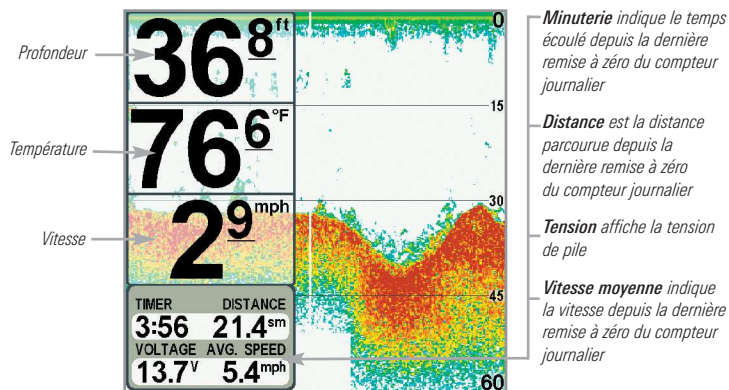 Profondeur
Température
Vitesse
36 8 ft
76 6 °F
2 9 mph
TIMER DISTANCE
3:56 21.4 sm
VOLTAGE AVG. SPEED
13.7 V 5.4 mph
0
15
30
45
60
Minuterie indique le temps
écoulé depuis la dernière
remise à zéro du compteur
journalier
Distance est la distance
parcourue depuis la
dernière remise à zéro
du compteur journalier
Tension affiche la tension
de pile
Vitesse moyenne indique
la vitesse depuis la dernière
remise à zéro du compteur
journalier